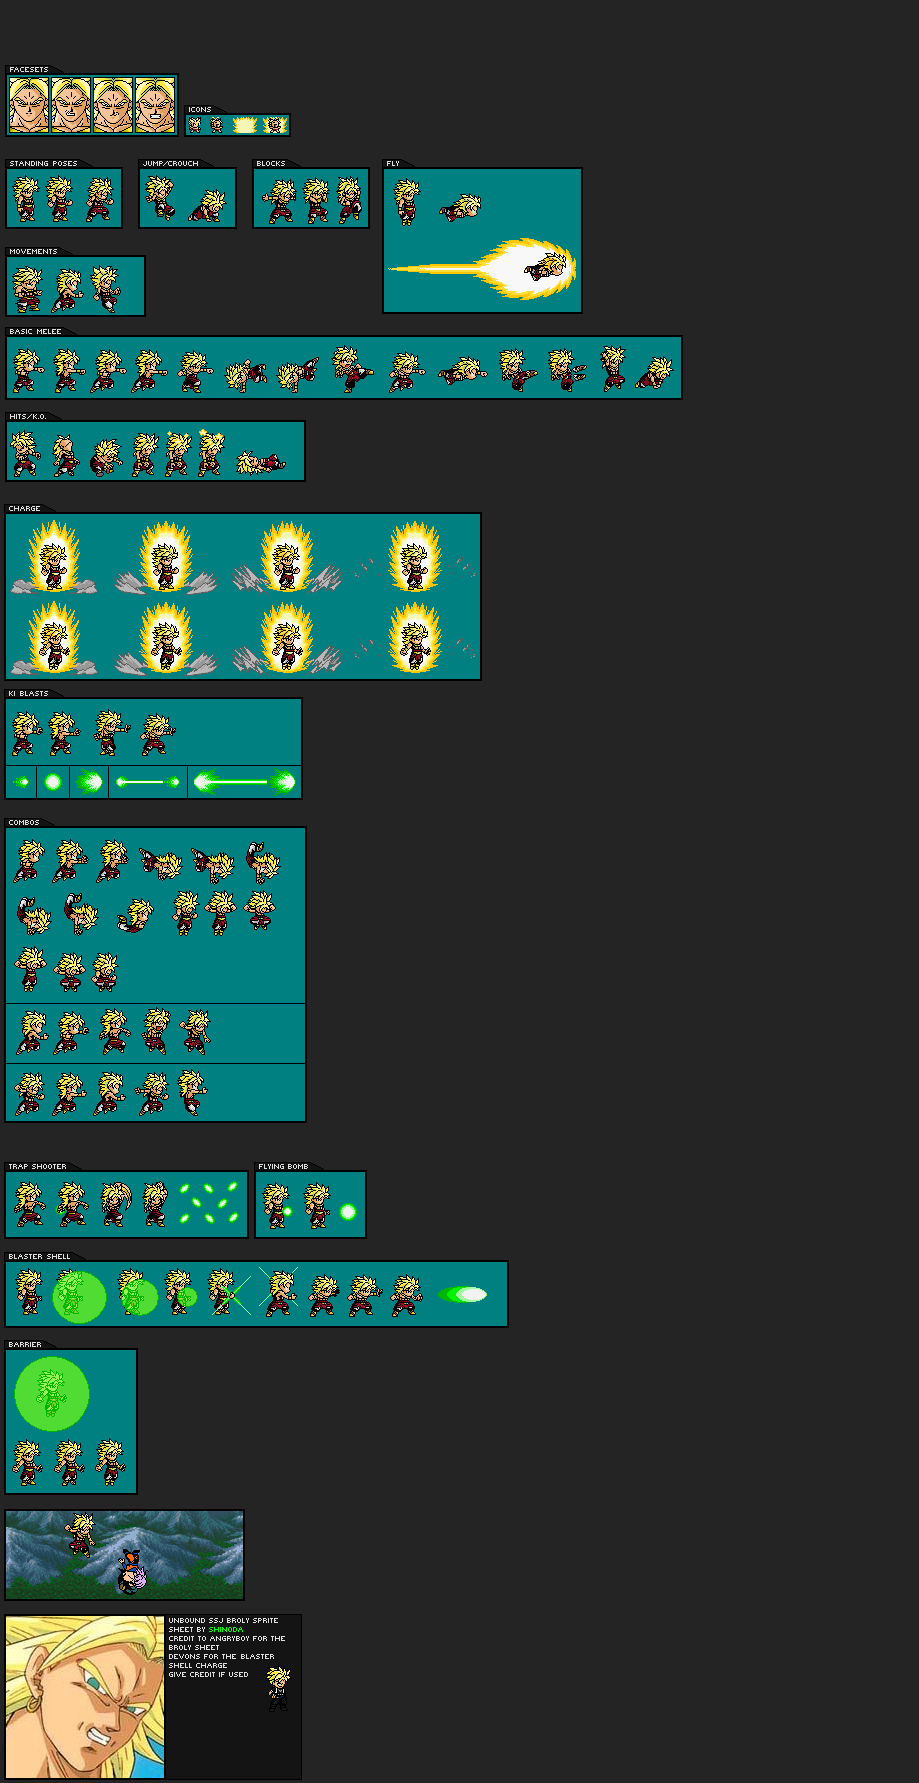 FACESETS
ICONS
STANDING POSES
JUMP/CROUCH
BLOCKS
FLY
MOVEMENTS
BASIC MELEE
HITS/K.O.
CHARGE
KI BLASTS
COMBOS
TRAP SHOOTER
FLYING BOMB
BLASTER SHELL
BARRIER
UNBOUND SSJ BROLY SPRITE
SHEET BY SHINODA
CREDIT TO ANGRYBOY FOR THE
BROLY SHEET
DEVONS FOR THE BLASTER
SHELL CHARGE
GIVE CREDIT IF USED